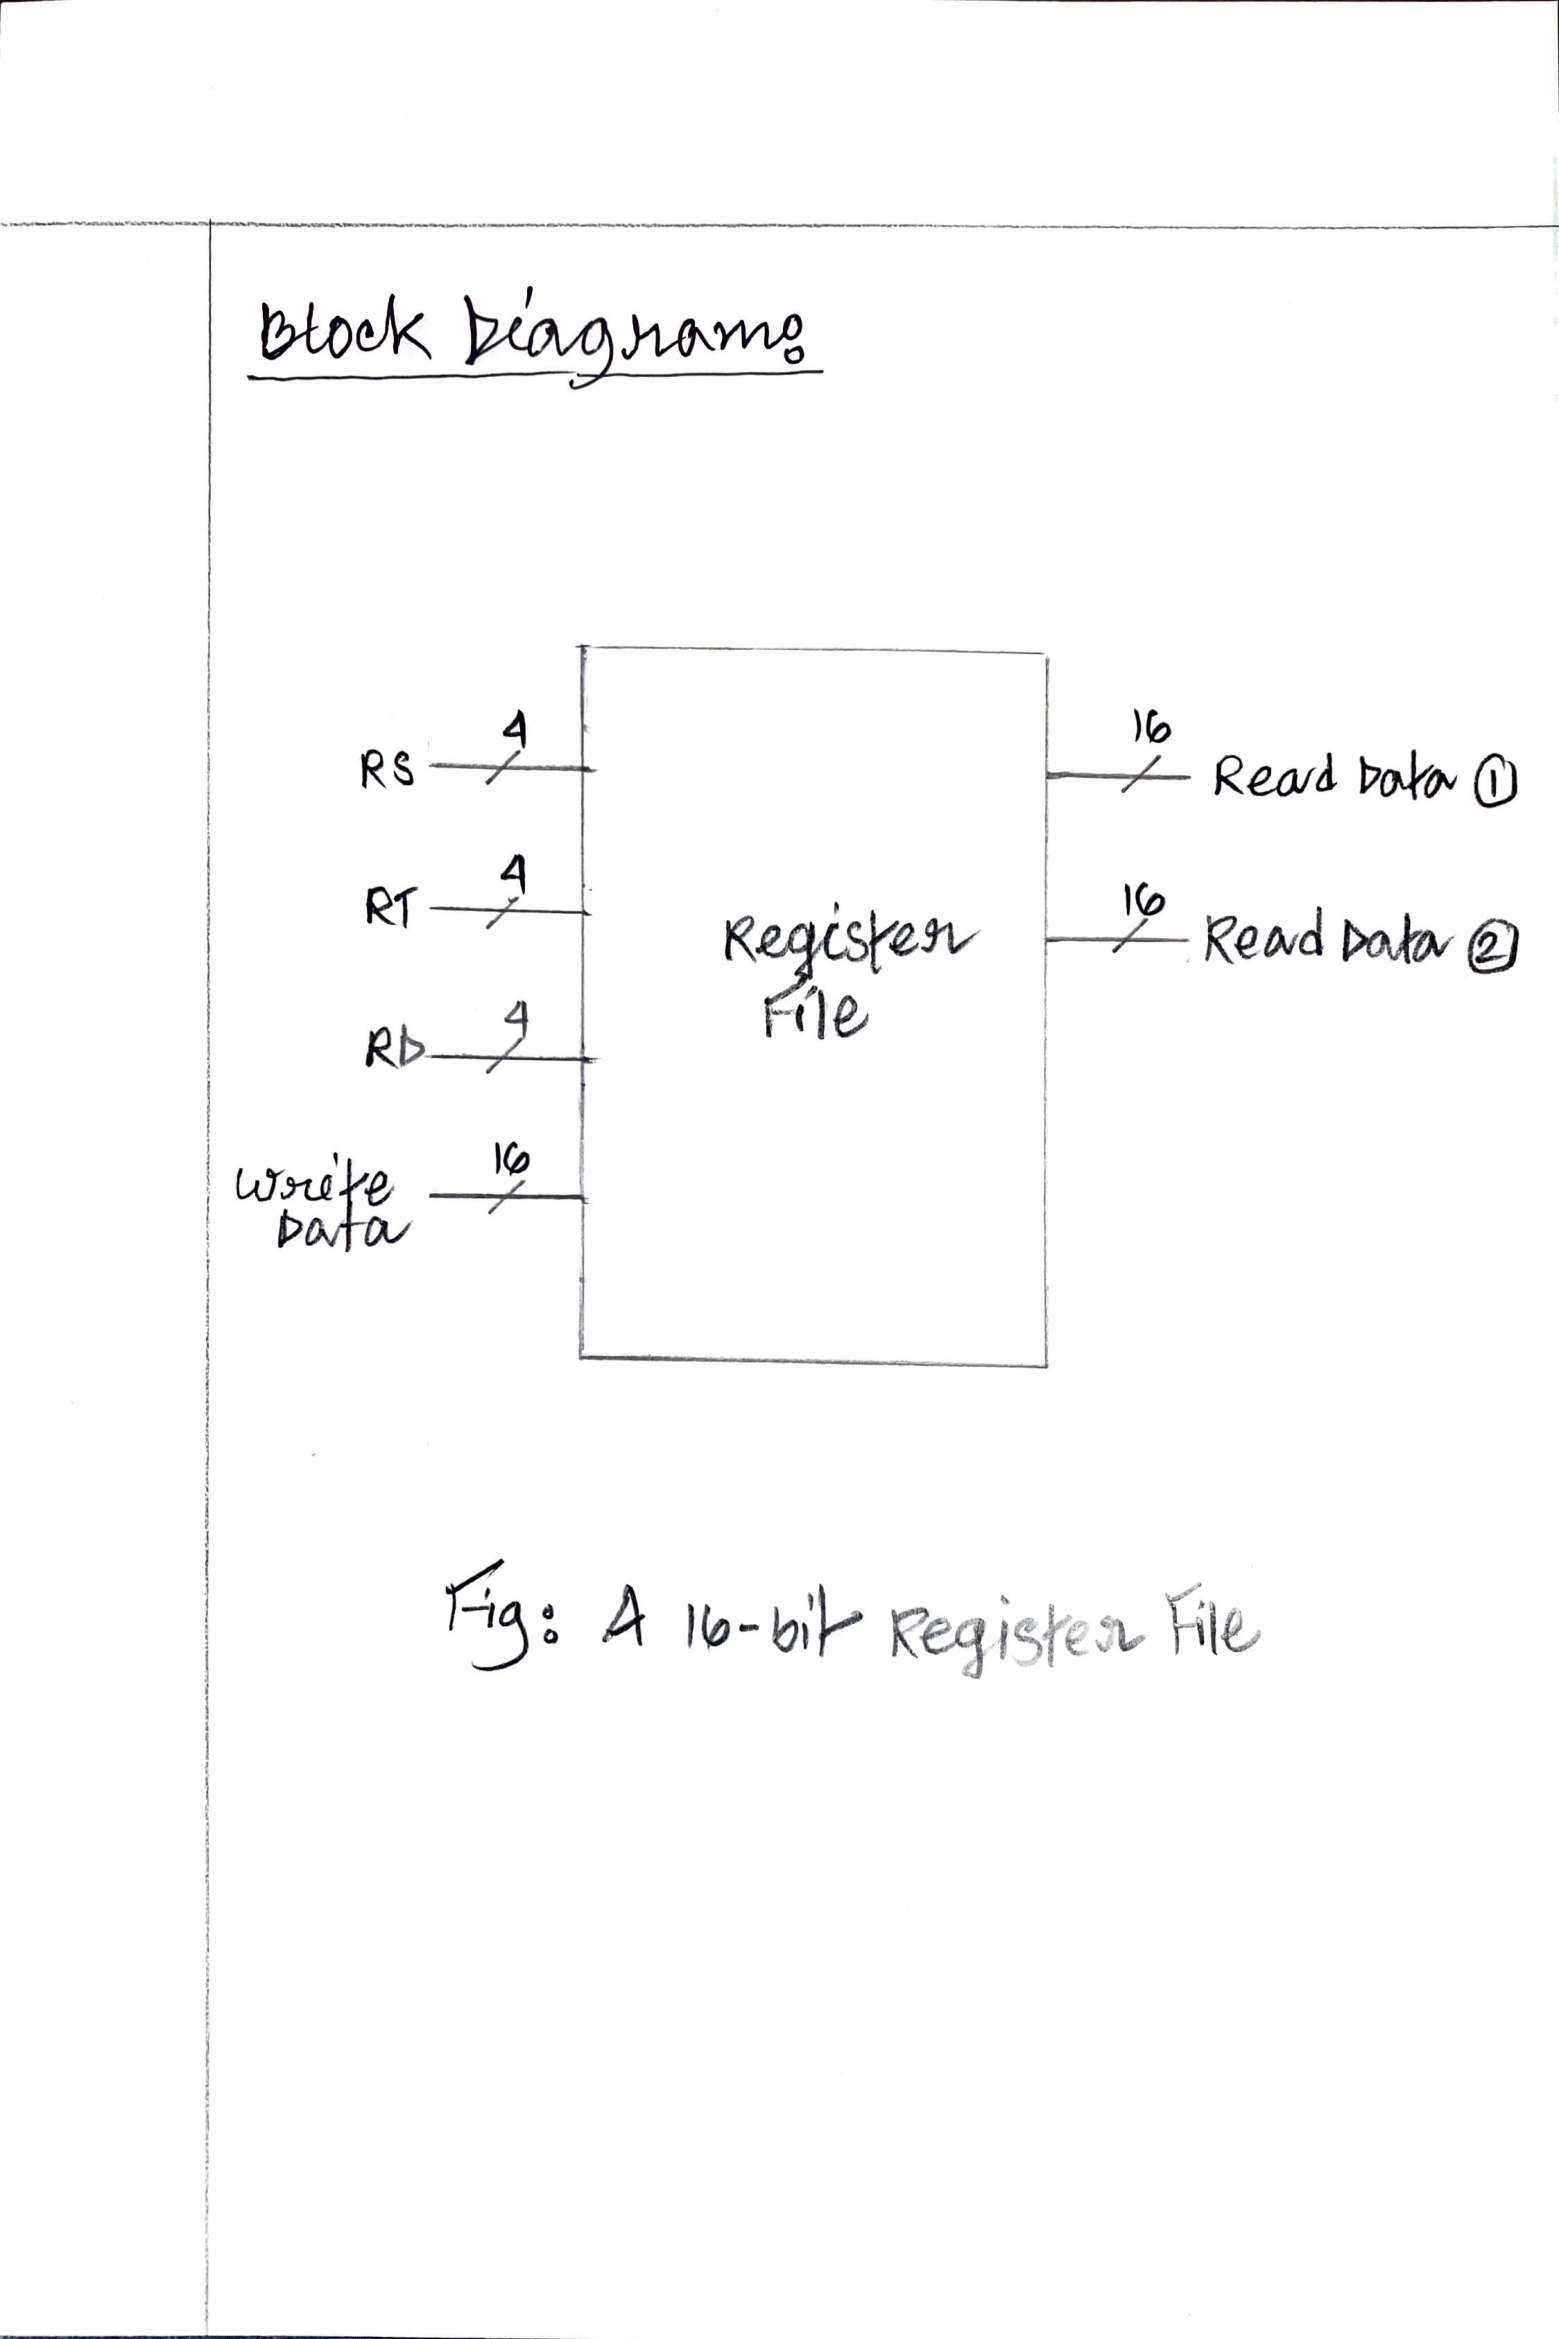 Block Diagram:
4
RS
16
Read Data ①
4
RT
16
Read Data ②
Register
File
4
RD
16
Write
Data
Fig: A 16-bit Register File